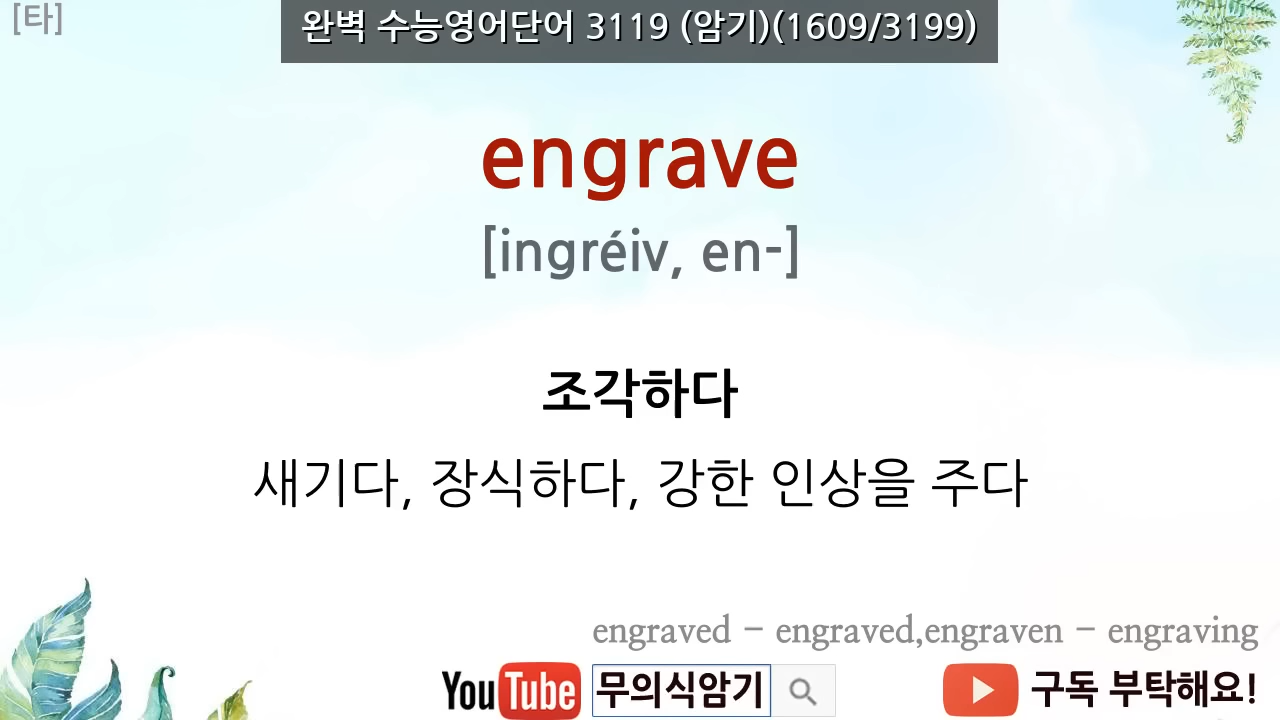 [타]
완벽 수능영어단어 3119 (암기)(1609/3199)
engrave
[ingréiv, en-]
조각하다
새기다, 장식하다, 강한 인상을 주다
engraved - engraved,engraven - engraving
YouTube 무의식암기 구독 부탁해요!